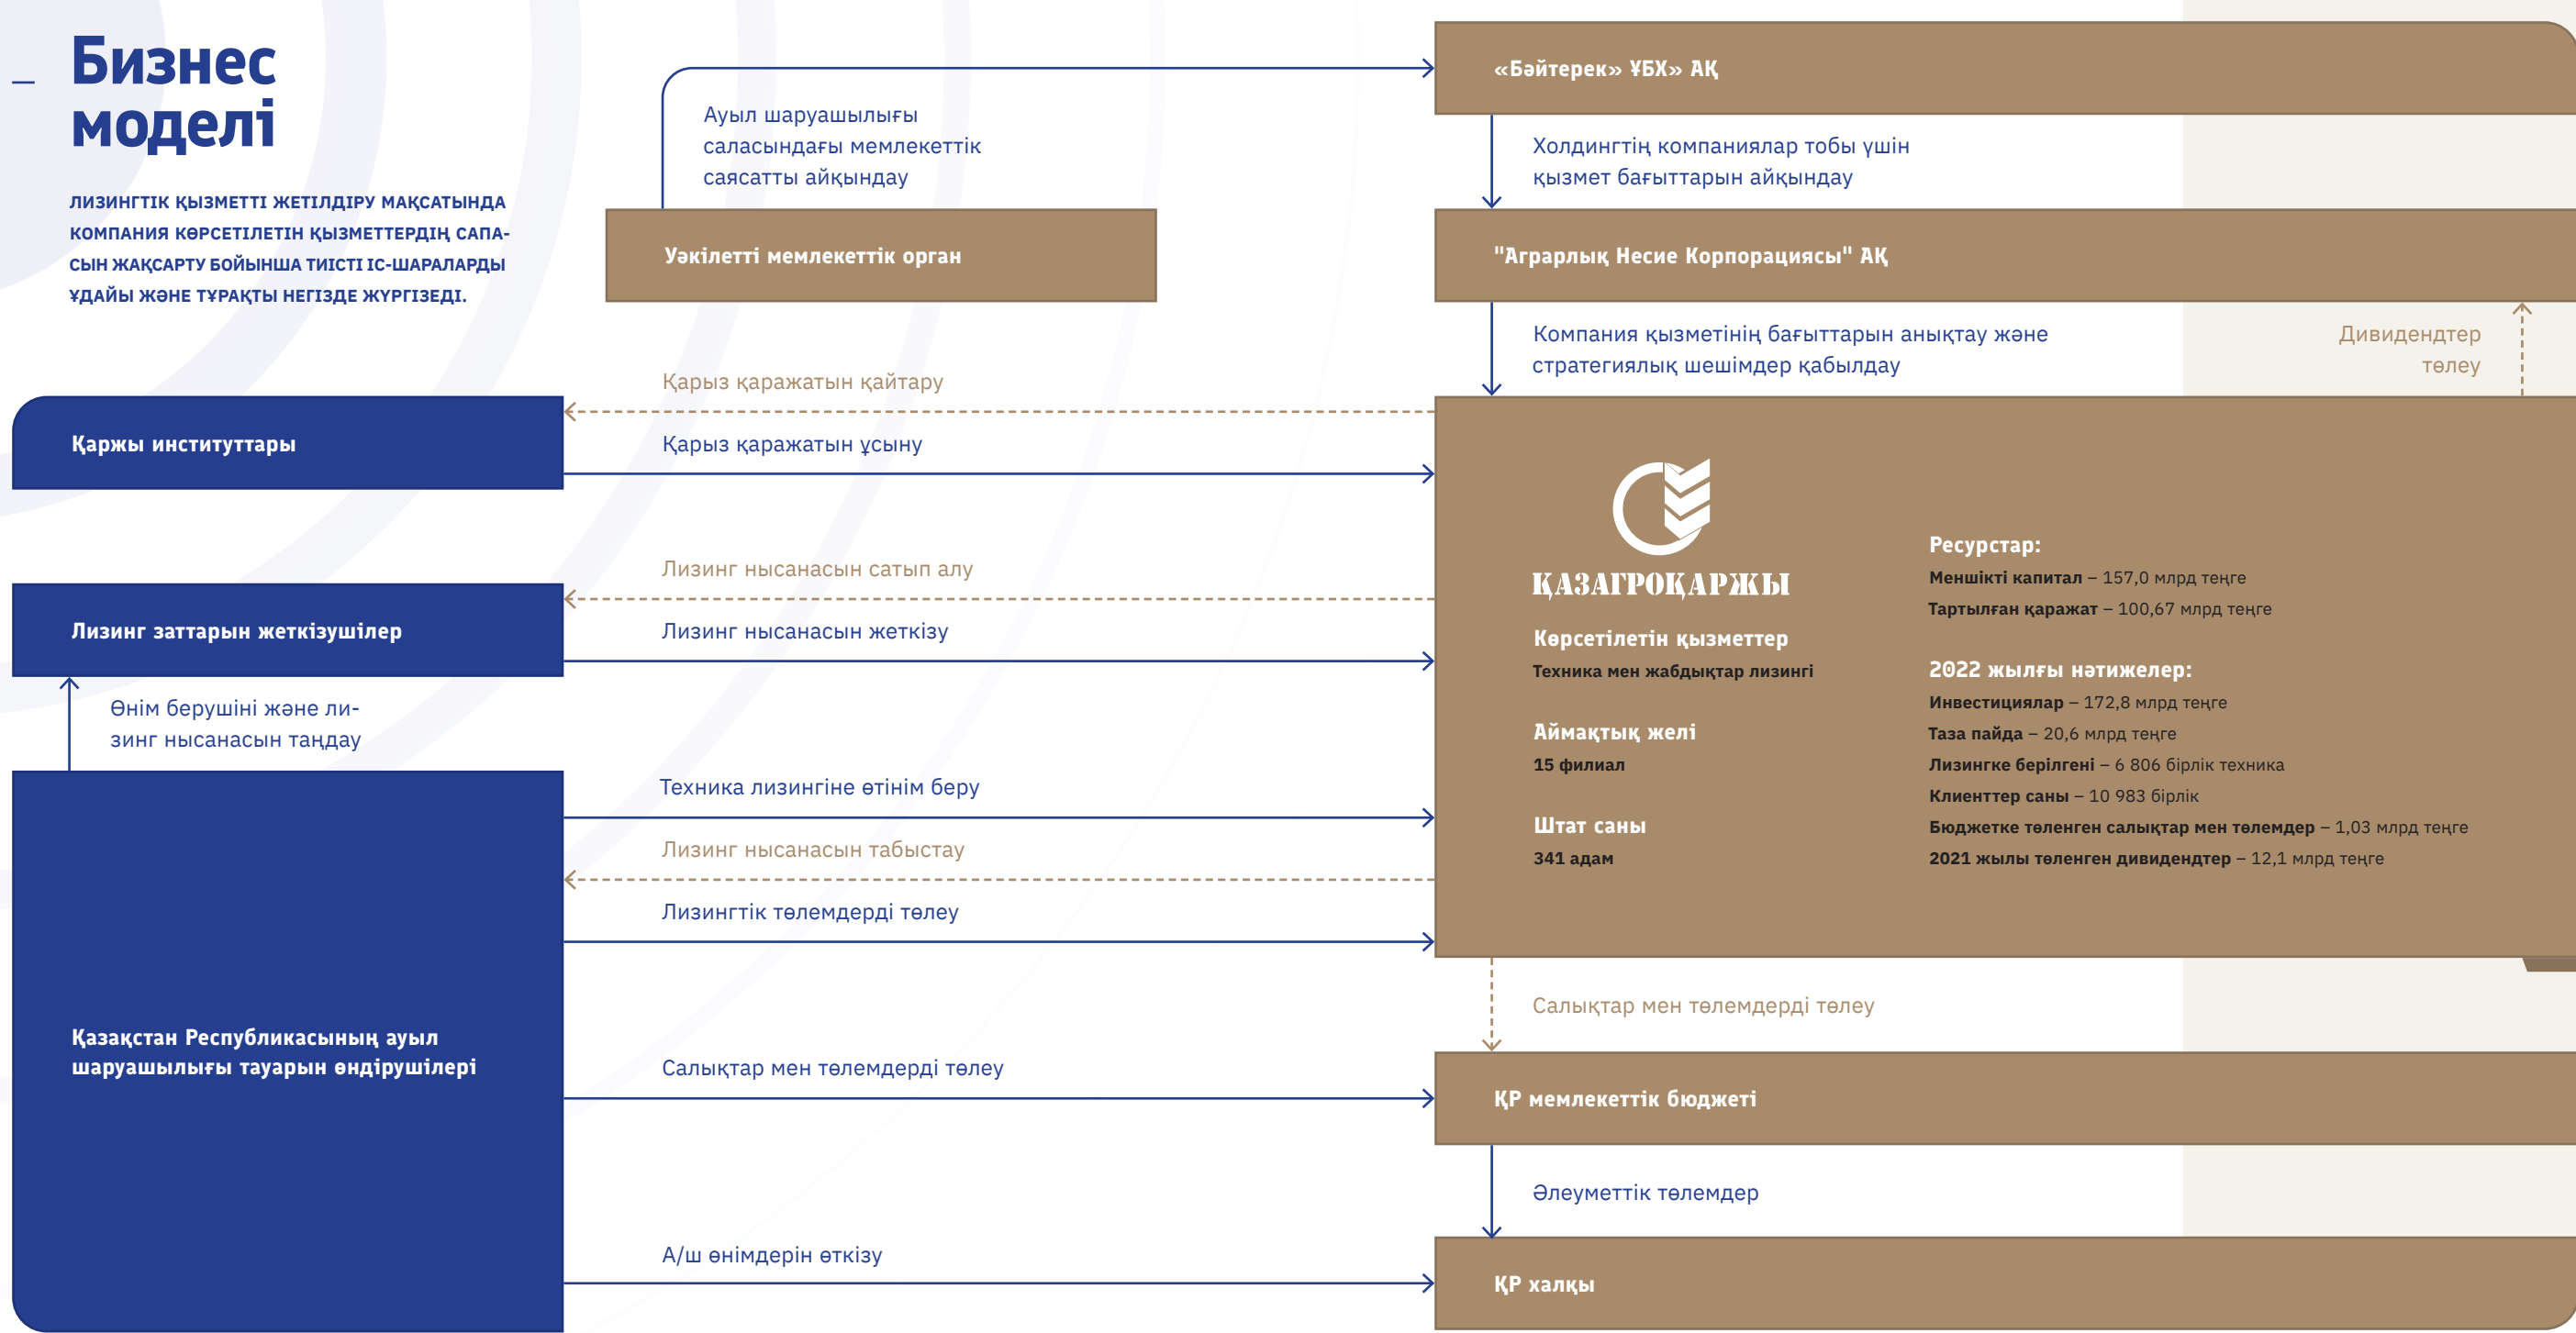 Бизнес
моделі
ЛИЗИНГТІК ҚЫЗМЕТТІ ЖЕТІЛДІРУ МАҚСАТЫНДА
КОМПАНИЯ КӨРСЕТІЛЕТІН ҚЫЗМЕТТЕРДІҢ САПА-
СЫН ЖАҚСАРТУ БОЙЫНША ТИІСТІ ІС-ШАРАЛАРДЫ
ҰДАЙЫ ЖӘНЕ ТҰРАҚТЫ НЕГІЗДЕ ЖҮРГІЗЕДІ.
Ауыл шаруашылығы
саласындағы мемлекеттік
саясатты айқындау
Уәкілетті мемлекеттік орган
«Бәйтерек» ҰБХ» АҚ
Холдингтің компаниялар тобы үшін
қызмет бағыттарын айқындау
"Аграрлық Несие Корпорациясы" АҚ
Компания қызметінің бағыттарын анықтау және
стратегиялық шешімдер қабылдау
Дивидендтер
төлеу
Қаржы институттары
Қарыз қаражатын қайтару
Қарыз қаражатын ұсыну
Лизинг заттарын жеткізушілер
Лизинг нысанасын сатып алу
Лизинг нысанасын жеткізу
Өнім берушіні және ли-
зинг нысанасын таңдау
Қазақстан Республикасының ауыл
шаруашылығы тауарын өндірушілері
Техника лизингіне өтінім беру
Лизинг нысанасын табыстау
Лизингтік төлемдерді төлеу
Салықтар мен төлемдерді төлеу
А/ш өнімдерін өткізу
ҚАЗАГРОҚАРЖЫ
Көрсетілетін қызметтер
Техника мен жабдықтар лизингі
Аймақтық желі
15 филиал
Штат саны
341 адам
Ресурстар:
Меншікті капитал – 157,0 млрд теңге
Тартылған қаражат – 100,67 млрд теңге
2022 жылғы нәтижелер:
Инвестициялар – 172,8 млрд теңге
Таза пайда – 20,6 млрд теңге
Лизингке берілгені – 6 806 бірлік техника
Клиенттер саны – 10 983 бірлік
Бюджетке төленген салықтар мен төлемдер – 1,03 млрд теңге
2021 жылы төленген дивидендтер – 12,1 млрд теңге
Салықтар мен төлемдерді төлеу
ҚР мемлекеттік бюджеті
Әлеуметтік төлемдер
ҚР халқы